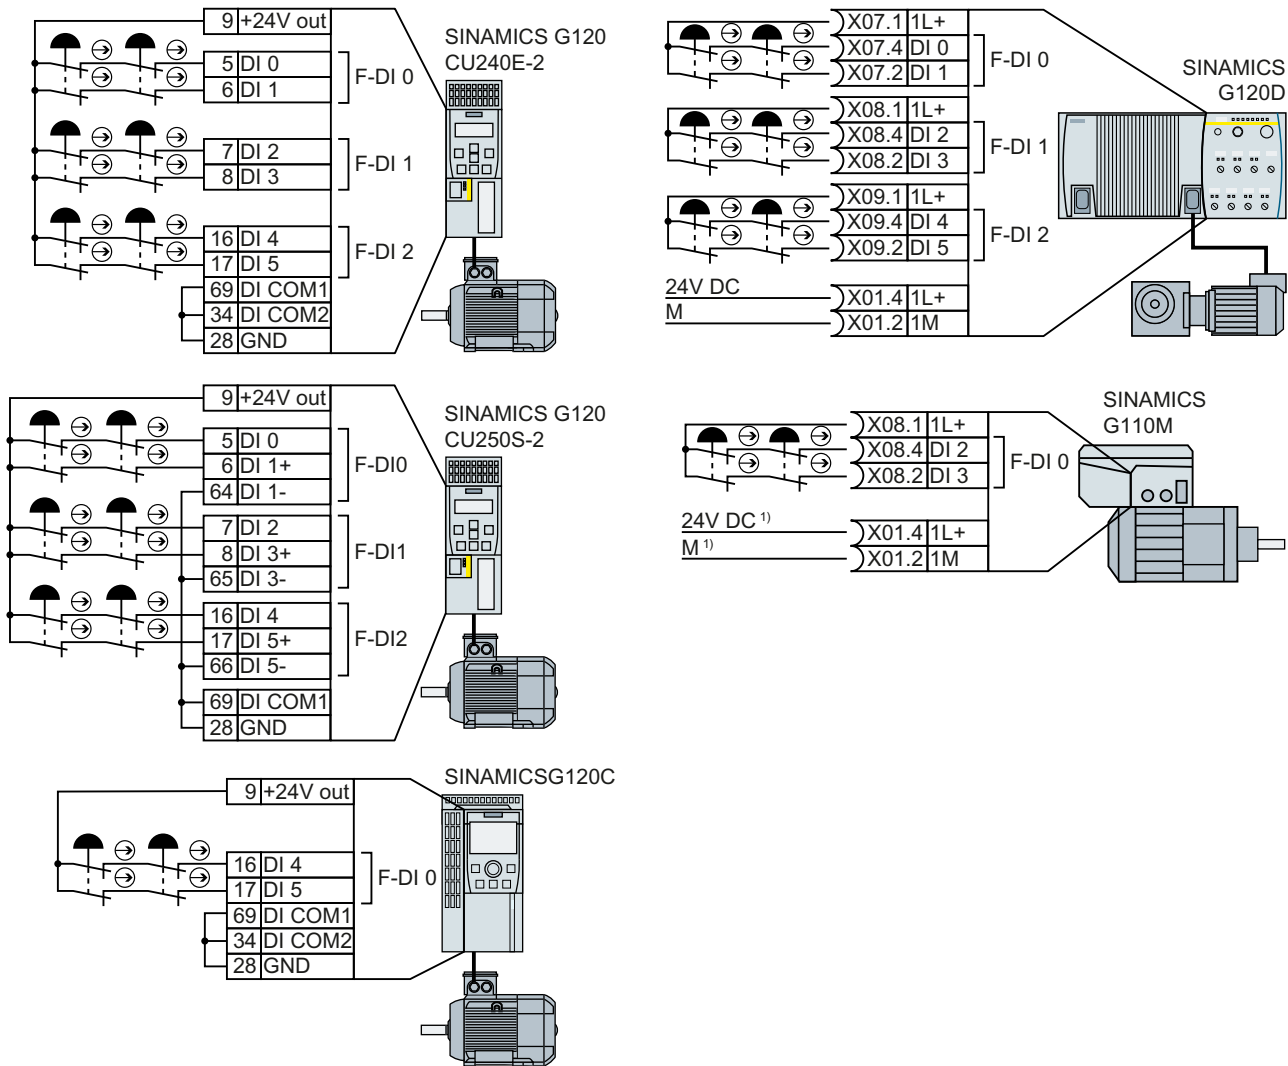 SINAMICS G120
CU240E-2
9 +24V out
5 DI 0
6 DI 1
F-DI 0
7 DI 2
8 DI 3
F-DI 1
16 DI 4
17 DI 5
F-DI 2
69 DI COM1
34 DI COM2
28 GND
SINAMICS
G120D
X07.1 1L+
X07.4 DI 0
X07.2 DI 1
F-DI 0
X08.1 1L+
X08.4 DI 2
X08.2 DI 3
F-DI 1
X09.1 1L+
X09.4 DI 4
X09.2 DI 5
F-DI 2
24V DC
X01.4 1L+
M
X01.2 1M
SINAMICS G120
CU250S-2
9 +24V out
5 DI 0
6 DI 1+
64 DI 1-
F-DI0
7 DI 2
8 DI 3+
65 DI 3-
F-DI1
16 DI 4
17 DI 5+
66 DI 5-
F-DI2
69 DI COM1
28 GND
SINAMICS
G110M
X08.1 1L+
X08.4 DI 2
X08.2 DI 3
F-DI 0
24V DC 1)
X01.4 1L+
M 1)
X01.2 1M
SINAMICSG120C
9 +24V out
16 DI 4
17 DI 5
F-DI 0
69 DI COM1
34 DI COM2
28 GND